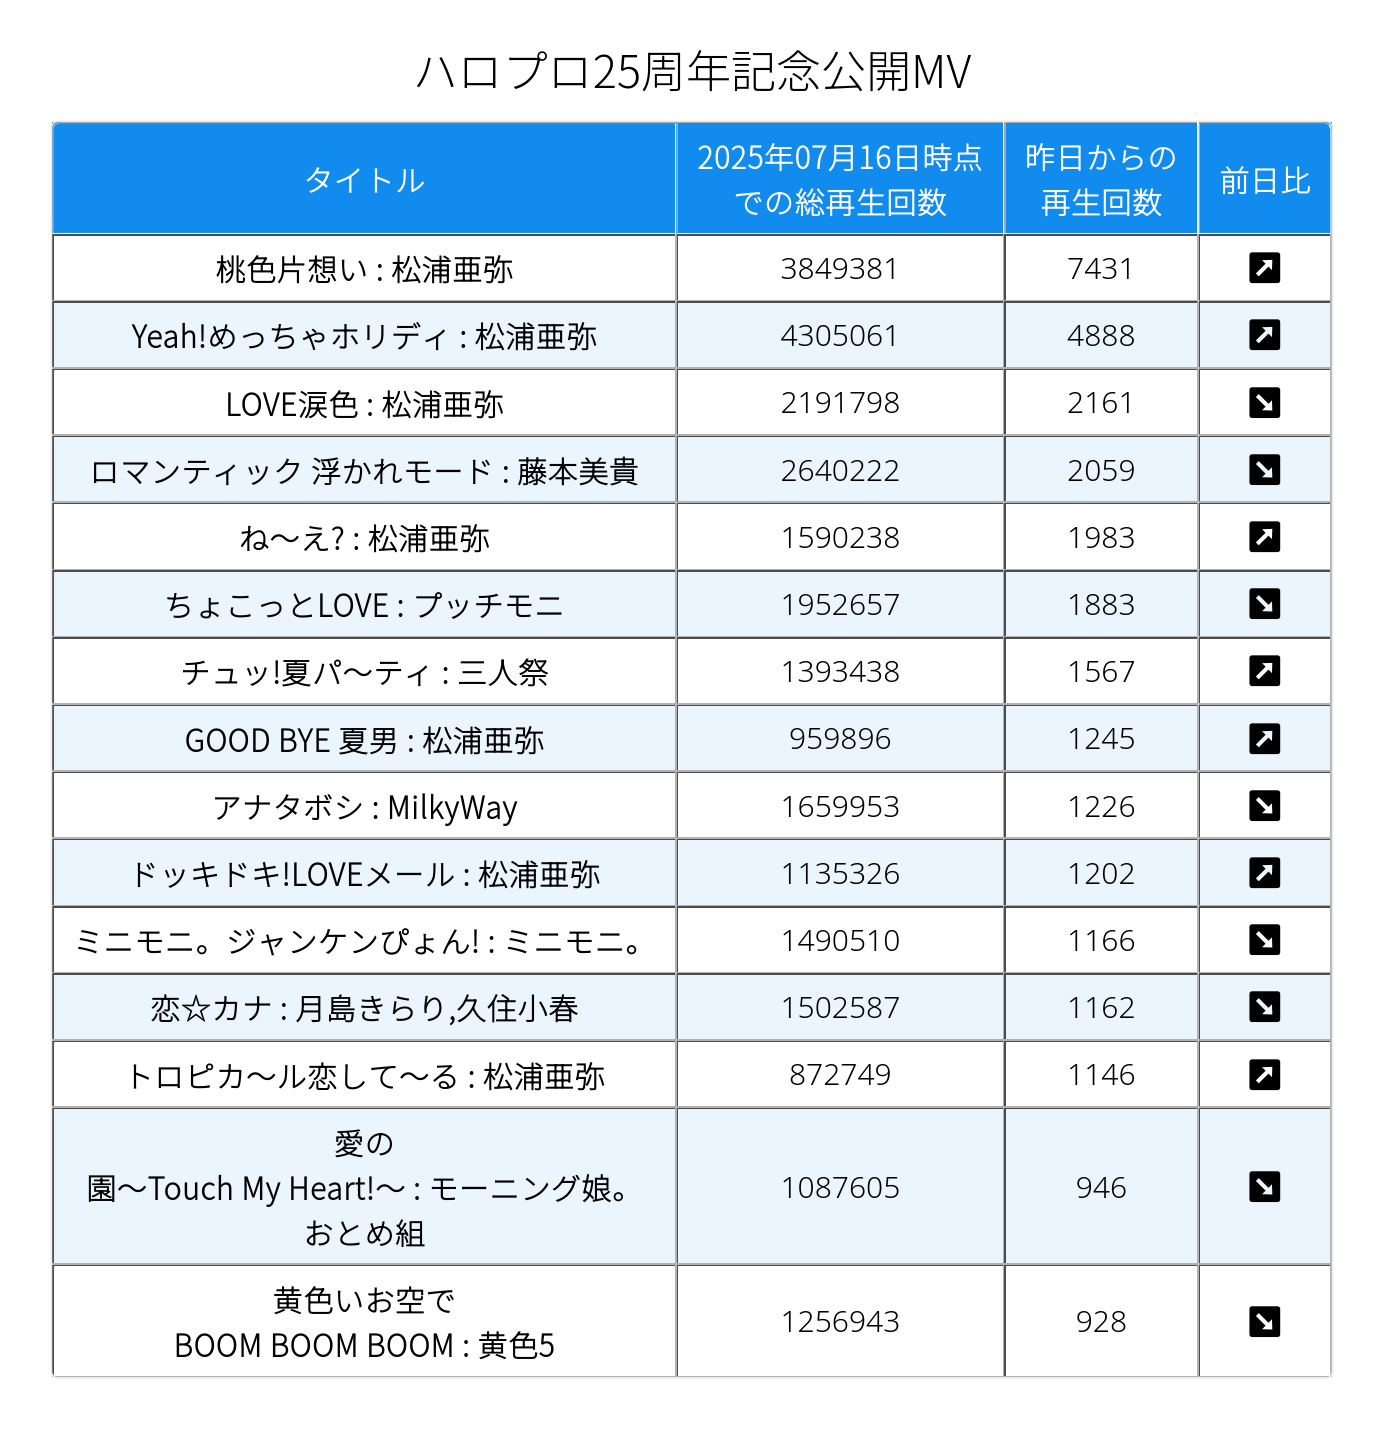 ハロプロ25周年記念公開MV
タイトル
2025年07月16日時点
での総再生回数
昨日からの
再生回数
前日比
桃色片想い : 松浦亜弥 3849381 7431
Yeah!めっちゃホリディ : 松浦亜弥 4305061 4888
LOVE涙色 : 松浦亜弥 2191798 2161
ロマンティック 浮かれモード : 藤本美貴 2640222 2059
ね〜え? : 松浦亜弥 1590238 1983
ちょこっとLOVE : プッチモニ 1952657 1883
チュッ!夏パ〜ティ : 三人祭 1393438 1567
GOOD BYE 夏男 : 松浦亜弥 959896 1245
アナタボシ : MilkyWay 1659953 1226
ドッキドキ!LOVEメール : 松浦亜弥 1135326 1202
ミニモニ。ジャンケンぴょん! : ミニモニ。 1490510 1166
恋☆カナ : 月島きらり,久住小春 1502587 1162
トロピカ〜ル恋して〜る : 松浦亜弥 872749 1146
愛の
園〜Touch My Heart!〜 : モーニング娘。
おとめ組
1087605 946
黄色いお空で
BOOM BOOM BOOM : 黄色5
1256943 928